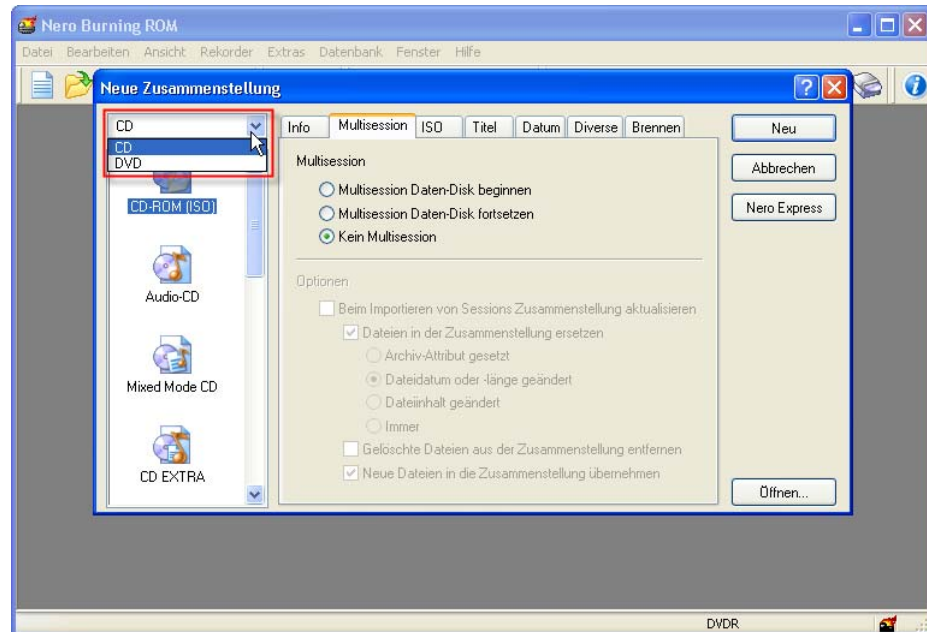 Nero Burning ROM
Datei Bearbeiten Ansicht Rekorder Extras Datenbank Fenster Hilfe
Neue Zusammenstellung
CD
CD
DVD
CD-ROM (ISO)
Audio-CD
Mixed Mode CD
CD EXTRA
Info Multisession ISO Titel Datum Diverse Brennen
Multisession
Multisession Daten-Disk beginnen
Multisession Daten-Disk fortsetzen
Kein Multisession
Optionen
Beim Importieren von Sessions Zusammenstellung aktualisieren
Dateien in der Zusammenstellung ersetzen
Archiv-Attribut gesetzt
Dateidatum oder -länge geändert
Dateiinhalt geändert
Immer
Gelöschte Dateien aus der Zusammenstellung entfernen
Neue Dateien in die Zusammenstellung übernehmen
Neu
Abbrechen
Nero Express
Öffnen...
DVDR